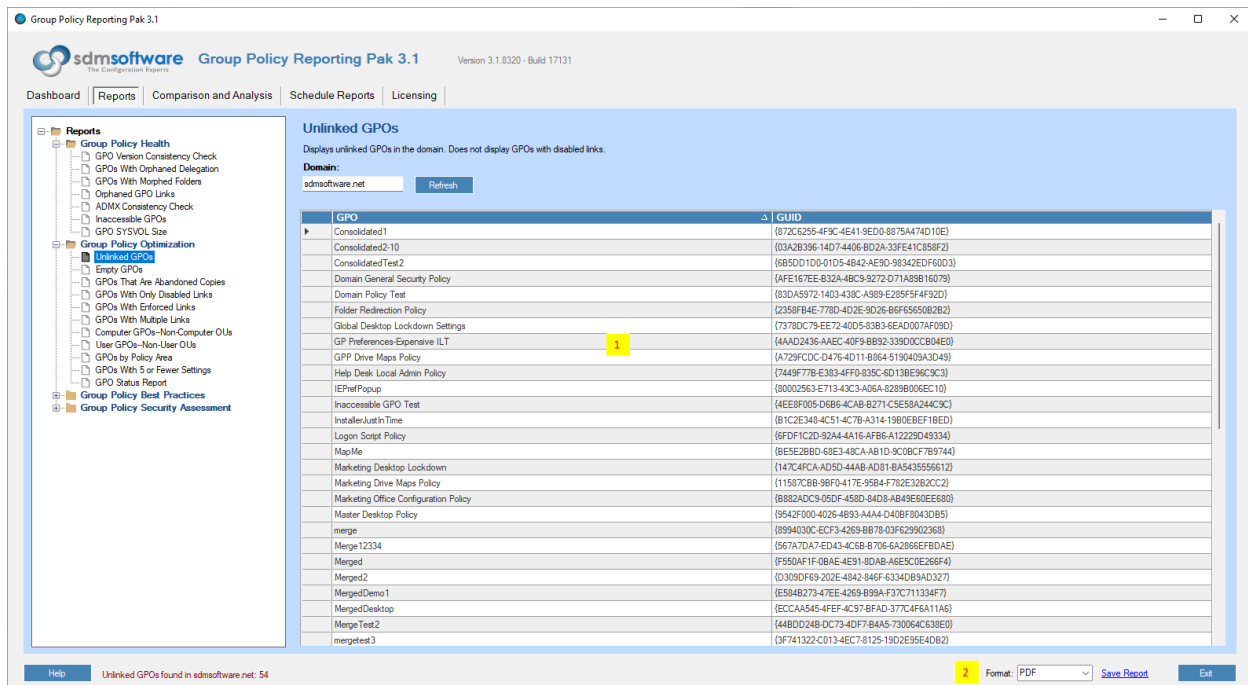 Group Policy Reporting Pak 3.1
sdmsoftware
The Configuration Experts
Group Policy Reporting Pak 3.1
Version 3.1.8320 - Build 17131
Dashboard Reports Comparison and Analysis Schedule Reports Licensing
Reports
Group Policy Health
GPO Version Consistency Check
GPOs With Orphaned Delegation
GPOs With Morphed Folders
Orphaned GPO Links
ADMX Consistency Check
Inaccessible GPOs
GPO SYSVOL Size
Group Policy Optimization
Unlinked GPOs
Empty GPOs
GPOs That Are Abandoned Copies
GPOs With Only Disabled Links
GPOs With Enforced Links
GPOs With Multiple Links
Computer GPOs--Non-Computer OUs
User GPOs--Non-User OUs
GPOs by Policy Area
GPOs With 5 or Fewer Settings
GPO Status Report
Group Policy Best Practices
Group Policy Security Assessment
Unlinked GPOs
Displays unlinked GPOs in the domain. Does not display GPOs with disabled links.
Domain:
sdmsoftware.net Refresh
GPO GUID
Consolidated1 {872C6255-4F9C-4E41-9ED0-8875A474D10E}
Consolidated2-10 {03A2B396-14D7-4406-BD2A-33FE41C858F2}
ConsolidatedTest2 {6B5DD1D0-01D5-4B42-AE9D-98342EDF60D3}
Domain General Security Policy {AFE167EE-B32A-4BC9-9272-D71A89B16079}
Domain Policy Test {83DA5972-1403-438C-A989-E285F5F4F92D}
Folder Redirection Policy {2358FB4E-778D-4D2E-9D26-B6F65650B2B2}
Global Desktop Lockdown Settings {7378DC79-EE72-40D5-83B3-6EAD007AF09D}
GP Preferences-Expensive ILT {4AAD2436-AAEC-40F9-BB92-339D0CCB04E0}
1
GPP Drive Maps Policy {A729FCDC-D476-4D11-B864-5190409A3D49}
Help Desk Local Admin Policy {7449F77B-E383-4FF0-835C-6D13BE96C9C3}
IEPrefPopup {80002563-E713-43C3-A06A-8289B006EC10}
Inaccessible GPO Test {4EE8F005-D6B6-4CAB-B271-C5E58A244C9C}
InstallerJustInTime {B1C2E348-4C51-4C7B-A314-19B0EBEF1BED}
Logon Script Policy {6FDF1C2D-92A4-4A16-AFB6-A12229D49334}
MapMe {BE5E2BBD-68E3-48CA-AB1D-9C0BCF7B9744}
Marketing Desktop Lockdown {147C4FCA-AD5D-44AB-AD81-BA5435556612}
Marketing Drive Maps Policy {11587CBB-9BF0-417E-95B4-F782E32B2CC2}
Marketing Office Configuration Policy {B882ADC9-05DF-458D-84D8-AB49E60EE680}
Master Desktop Policy {9542F000-4026-4B93-A4A4-D40BF8043DB5}
merge {8994030C-ECF3-4269-BB78-03F629902368}
Merge12334 {567A7DA7-ED43-4C6B-B706-6A2866EFBDAE}
Merged {F550AF1F-0BAE-4E91-8DAB-A6E5C0E266F4}
Merged2 {D309DF69-202E-4842-846F-6334DB9AD327}
MergedDemo1 {E584B273-47EE-4269-B99A-F37C711334F7}
MergedDesktop {ECCAA545-4FEF-4C97-BFAD-377C4F6A11A6}
MergeTest2 {44BDD24B-DC73-4DF7-B4A5-730064C638E0}
mergetest3 {3F741322-C013-4EC7-8125-19D2E95E4DB2}
Help Unlinked GPOs found in sdmsoftware.net: 54 2 Format: PDF Save Report Exit